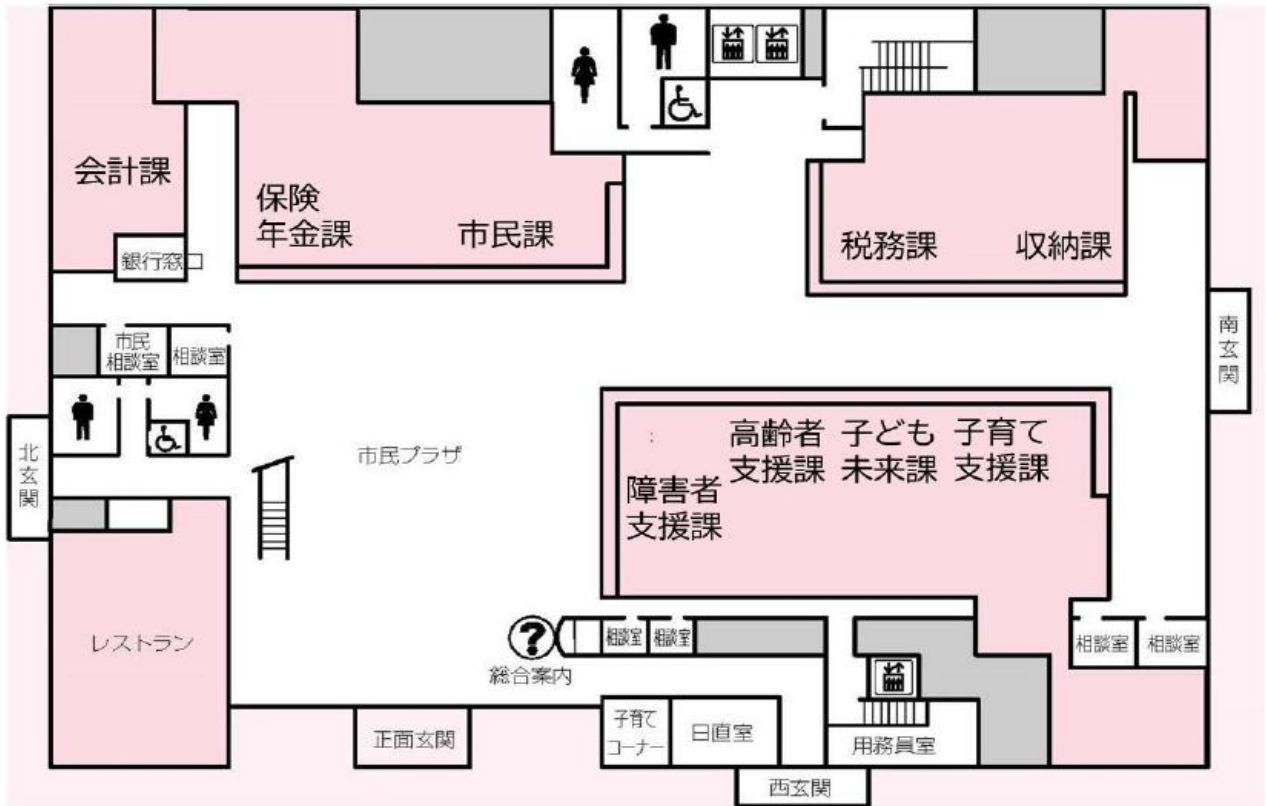 会計課
保険
年金課
市民課
税務課
収納課
銀行窓口
市民
相談室
相談室
南玄関
北玄関
市民プラザ
高齢者
支援課
子ども
未来課
子育て
支援課
障害者
支援課
レストラン
?
総合案内
相談室
相談室
相談室
相談室
正面玄関
子育て
コーナー
日直室
用務員室
西玄関